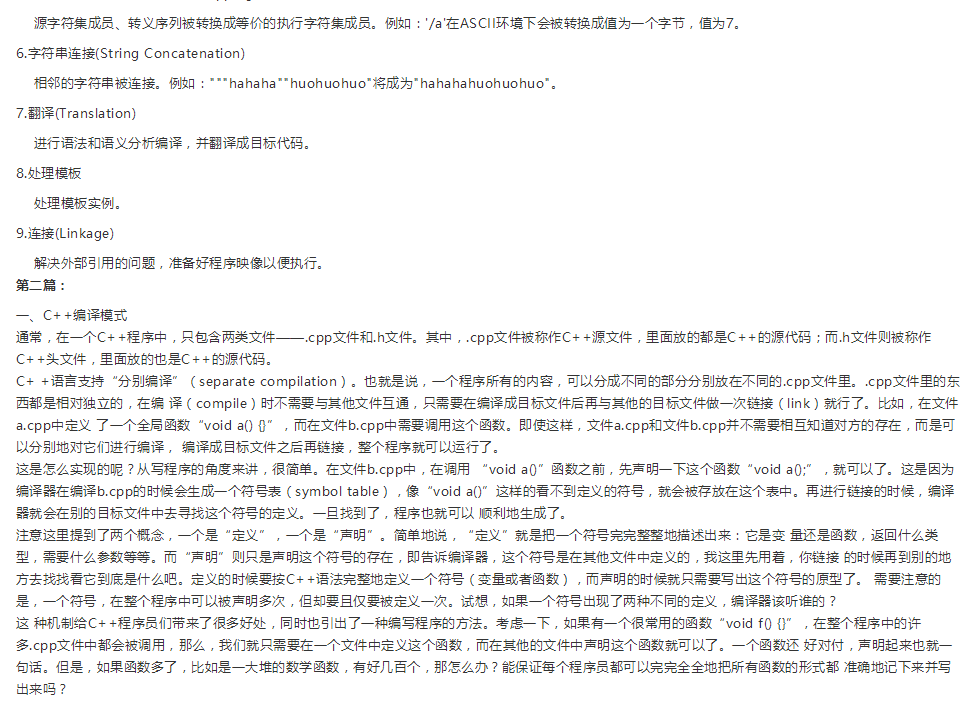 源字符集成员、转义序列被转换成等价的执行字符集成员。例如：'/a'在ASCII环境下会被转换成值为一个字节，值为7。
6.字符串连接(String Concatenation)
相邻的字符串被连接。例如："""hahaha""huohuohuo"将成为"hahahahuohuohuo"。
7.翻译(Translation)
进行语法和语义分析编译，并翻译成目标代码。
8.处理模板
处理模板实例。
9.连接(Linkage)
解决外部引用的问题，准备好程序映像以便执行。
第二篇：
一、C++编译模式
通常，在一个C++程序中，只包含两类文件——.cpp文件和.h文件。其中，.cpp文件被称作C++源文件，里面放的都是C++的源代码；而.h文件则被称作
C++头文件，里面放的也是C++的源代码。
C+ +语言支持“分别编译”（separate compilation）。也就是说，一个程序所有的内容，可以分成不同的部分分别放在不同的.cpp文件里。.cpp文件里的东
西都是相对独立的，在编 译（compile）时不需要与其他文件互通，只需要在编译成目标文件后再与其他的目标文件做一次链接（link）就行了。比如，在文件
a.cpp中定义 了一个全局函数“void a() {}”，而在文件b.cpp中需要调用这个函数。即使这样，文件a.cpp和文件b.cpp并不需要相互知道对方的存在，而是可
以分别地对它们进行编译， 编译成目标文件之后再链接，整个程序就可以运行了。
这是怎么实现的呢？从写程序的角度来讲，很简单。在文件b.cpp中，在调用 “void a()”函数之前，先声明一下这个函数“void a();”，就可以了。这是因为
编译器在编译b.cpp的时候会生成一个符号表（symbol table），像“void a()”这样的看不到定义的符号，就会被存放在这个表中。再进行链接的时候，编译
器就会在别的目标文件中去寻找这个符号的定义。一旦找到了，程序也就可以 顺利地生成了。
注意这里提到了两个概念，一个是“定义”，一个是“声明”。简单地说，“定义”就是把一个符号完完整整地描述出来：它是变 量还是函数，返回什么类
型，需要什么参数等等。而“声明”则只是声明这个符号的存在，即告诉编译器，这个符号是在其他文件中定义的，我这里先用着，你链接 的时候再到别的地
方去找找看它到底是什么吧。定义的时候要按C++语法完整地定义一个符号（变量或者函数），而声明的时候就只需要写出这个符号的原型了。 需要注意的
是，一个符号，在整个程序中可以被声明多次，但却要且仅要被定义一次。试想，如果一个符号出现了两种不同的定义，编译器该听谁的？
这 种机制给C++程序员们带来了很多好处，同时也引出了一种编写程序的方法。考虑一下，如果有一个很常用的函数“void f() {}”，在整个程序中的许
多.cpp文件中都会被调用，那么，我们就只需要在一个文件中定义这个函数，而在其他的文件中声明这个函数就可以了。一个函数还 好对付，声明起来也就一
句话。但是，如果函数多了，比如是一大堆的数学函数，有好几百个，那怎么办？能保证每个程序员都可以完完全全地把所有函数的形式都 准确地记下来并写
出来吗？